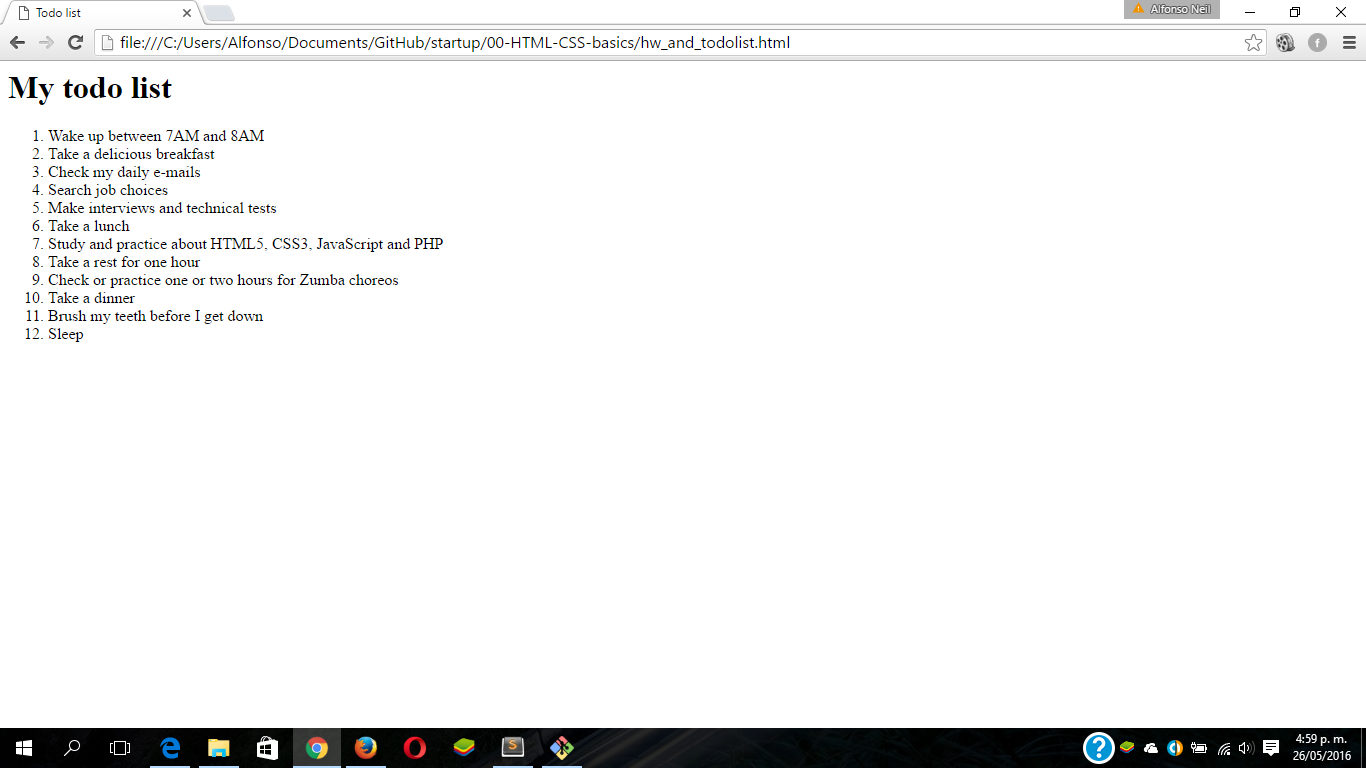 Todo list
Alfonso Neil
file:///C:/Users/Alfonso/Documents/GitHub/startup/00-HTML-CSS-basics/hw_and_todolist.html
My todo list
1. Wake up between 7AM and 8AM
2. Take a delicious breakfast
3. Check my daily e-mails
4. Search job choices
5. Make interviews and technical tests
6. Take a lunch
7. Study and practice about HTML5, CSS3, JavaScript and PHP
8. Take a rest for one hour
9. Check or practice one or two hours for Zumba choreos
10. Take a dinner
11. Brush my teeth before I get down
12. Sleep
4:59 p. m.
26/05/2016